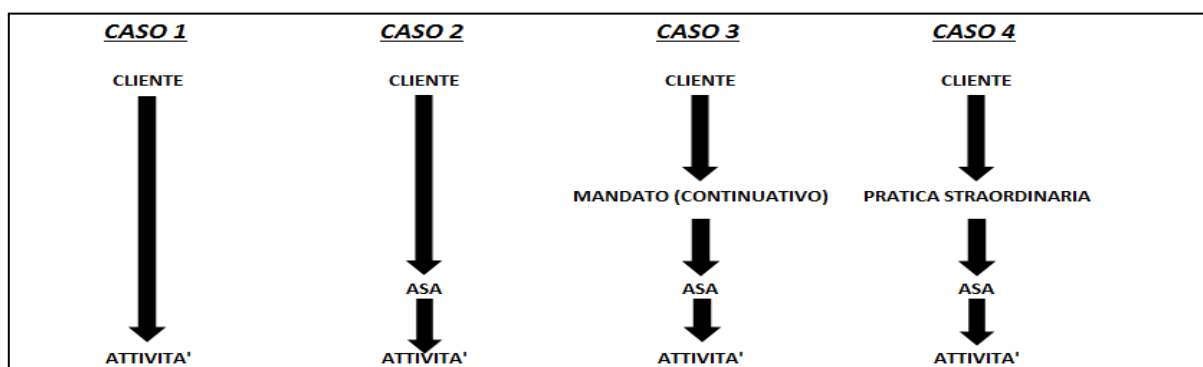 CASO 1 CASO 2 CASO 3 CASO 4
CLIENTE CLIENTE CLIENTE CLIENTE
MANDATO (CONTINUATIVO) PRATICA STRAORDINARIA
ASA ASA ASA
ATTIVITA' ATTIVITA' ATTIVITA' ATTIVITA'